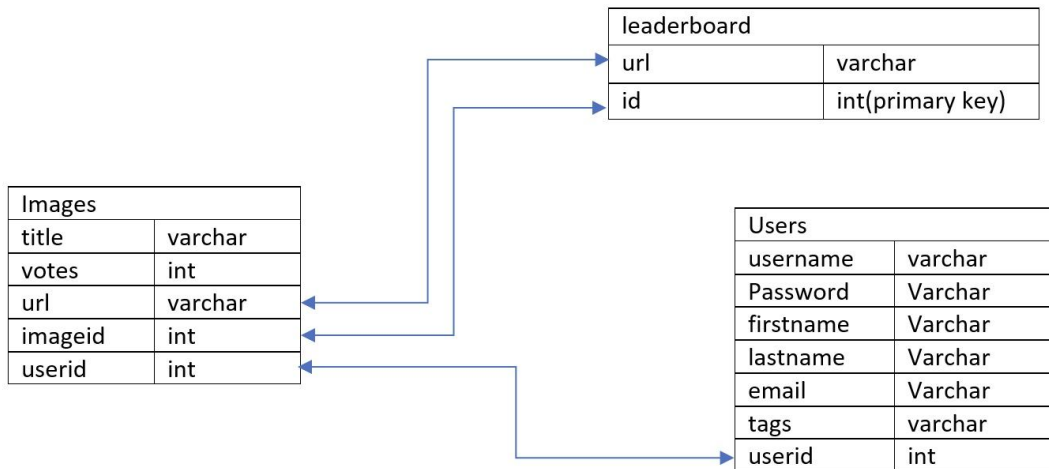 leaderboard
url varchar
id int(primary key)
Images
title varchar
votes int
url varchar
imageid int
userid int
Users
username varchar
Password Varchar
firstname Varchar
lastname Varchar
email Varchar
tags varchar
userid int